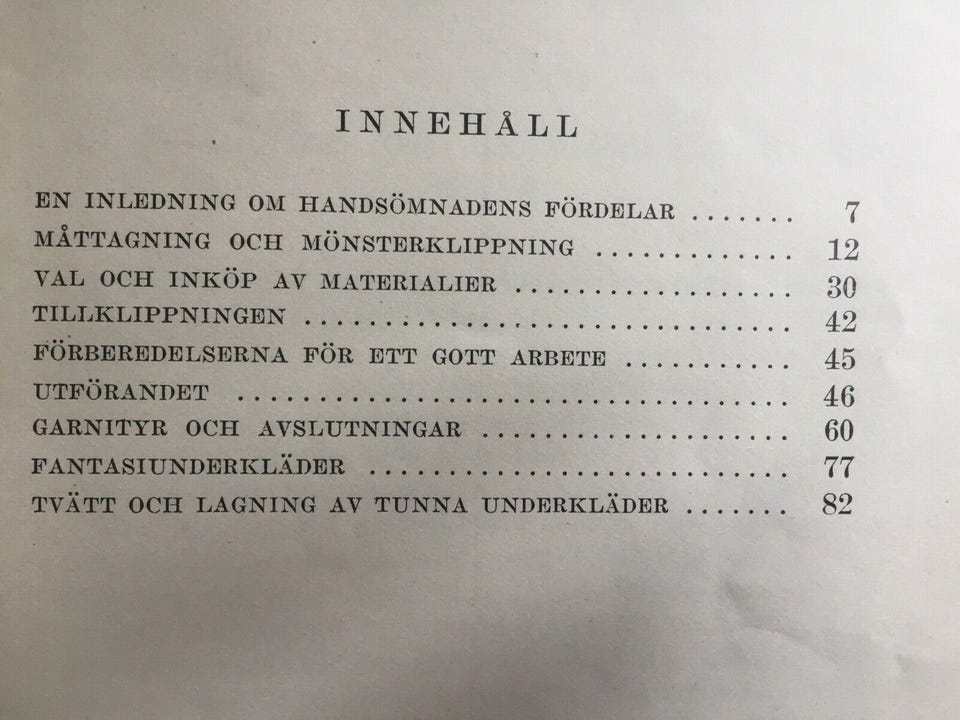 INNEHÅLL
EN INLEDNING OM HANDSÖMNADENS FÖRDELAR ....... 7
MÅTTAGNING OCH MÖNSTERKLIPPNING ............. 12
VAL OCH INKÖP AV MATERIALIER ................. 30
TILLKLIPPNINGEN .............................. 42
FÖRBEREDELSERNA FÖR ETT GOTT ARBETE ........... 45
UTFÖRANDET .................................. 46
GARNITYR OCH AVSLUTNINGAR ................... 60
FANTASIUNDERKLÄDER .......................... 77
TVÄTT OCH LAGNING AV TUNNA UNDERKLÄDER ....... 82